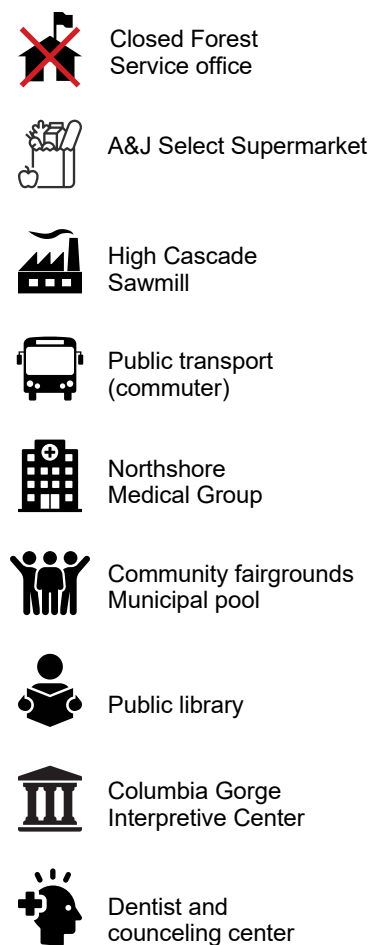 Closed Forest
Service office
A&J Select Supermarket
High Cascade
Sawmill
Public transport
(commuter)
Northshore
Medical Group
Community fairgrounds
Municipal pool
Public library
Columbia Gorge
Interpretive Center
Dentist and
counceling center